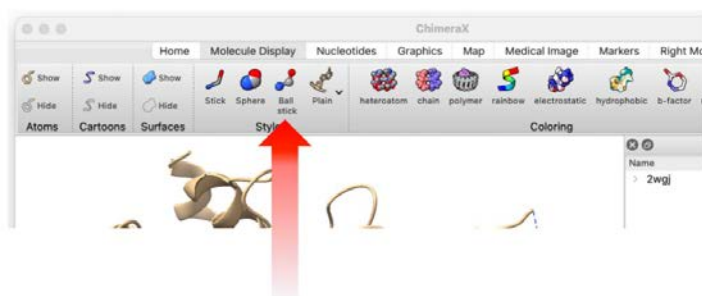 ChimeraX
Home Molecule Display Nucleotides Graphics Map Medical Image Markers Right Mo
Show Show Show
Stick Sphere Ball stick Plain heteroatom chain polymer rainbow electrostatic hydrophobic b-factor
Hide Hide Hide
Atoms Cartoons Surfaces Style Coloring
Name
2wgj